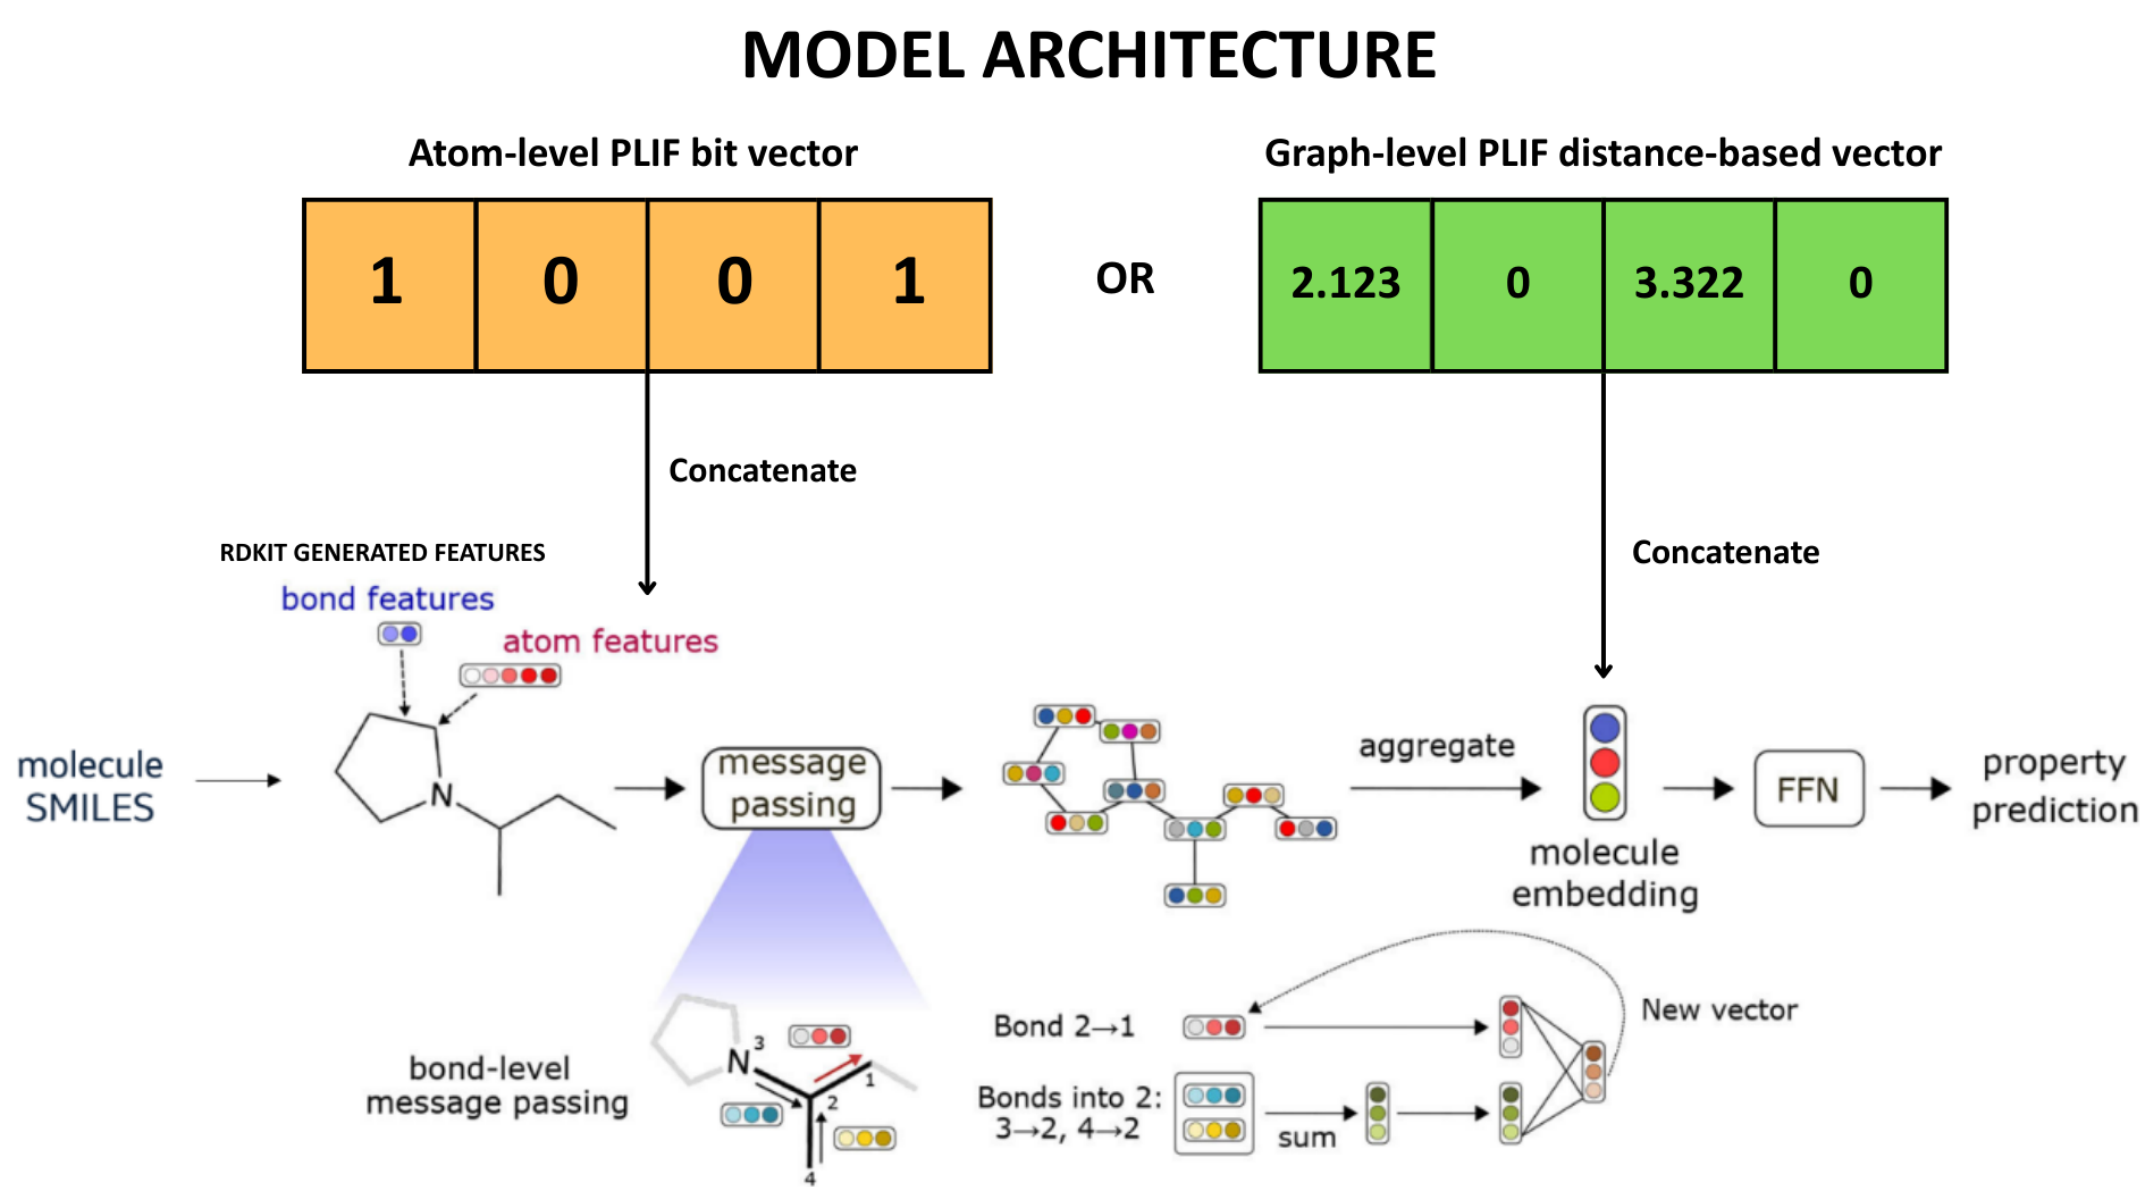 MODEL ARCHITECTURE
Atom-level PLIF bit vector
Graph-level PLIF distance-based vector
1
0
0
1
OR
2.123
0
3.322
0
Concatenate
Concatenate
RDKIT GENERATED FEATURES
bond features
atom features
molecule
SMILES
N
message
passing
aggregate
molecule
embedding
FFN
property
prediction
bond-level
message passing
N
3
1
2
4
Bond 2→1
Bonds into 2:
3→2, 4→2
sum
New vector